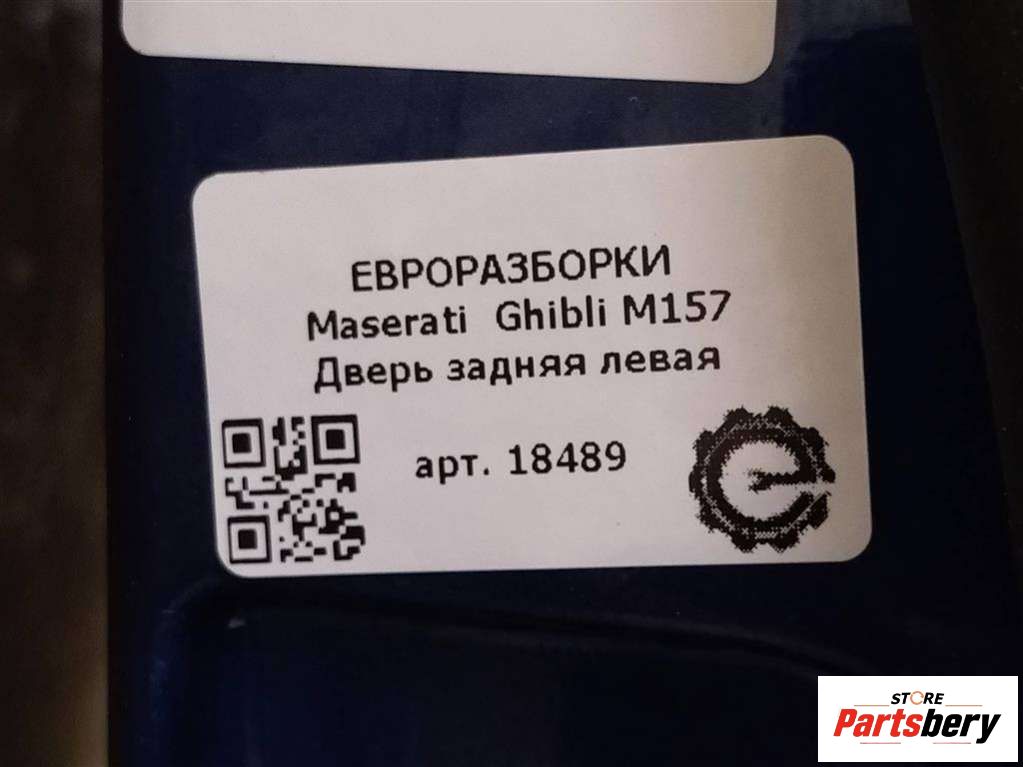 ЕВРОРАЗБОРКИ
Maserati Ghibli M157
Дверь задняя левая
арт. 18489
STORE
Partsbery